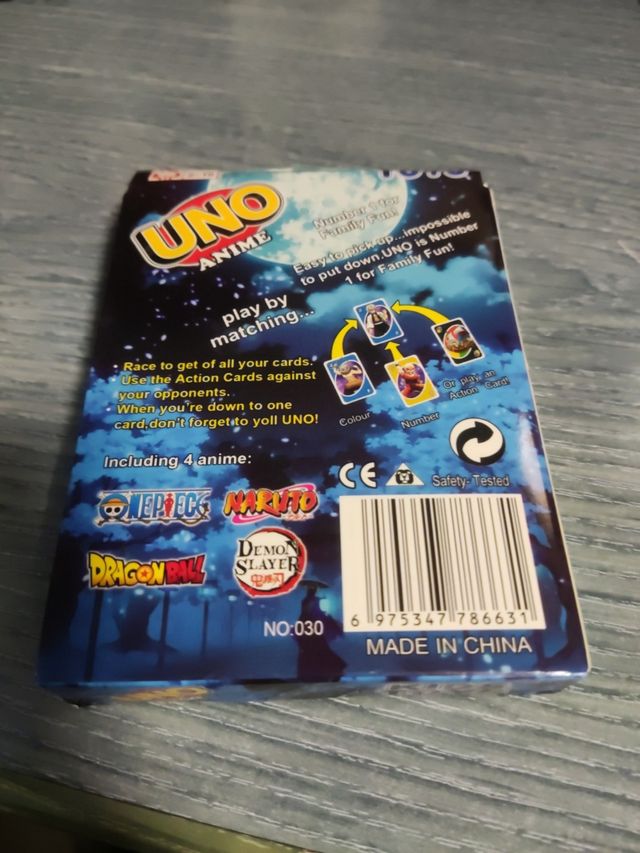 UNO
ANIME
Number 1 for
Family Fun!
Easy to pick up...impossible
to put down.UNO is Number
1 for Family Fun!
play by
matching...
Race to get of all your cards.
Use the Action Cards against
your opponents.
When you're down to one
card,don't forget to yoll UNO!
Colour
Number
Or play an
Action Card!
Including 4 anime:
CE
Safety-Tested
ONE PIECE
NARUTO
DRAGON BALL
DEMON
SLAYER
NO:030
6 975347 786631
MADE IN CHINA
UNO